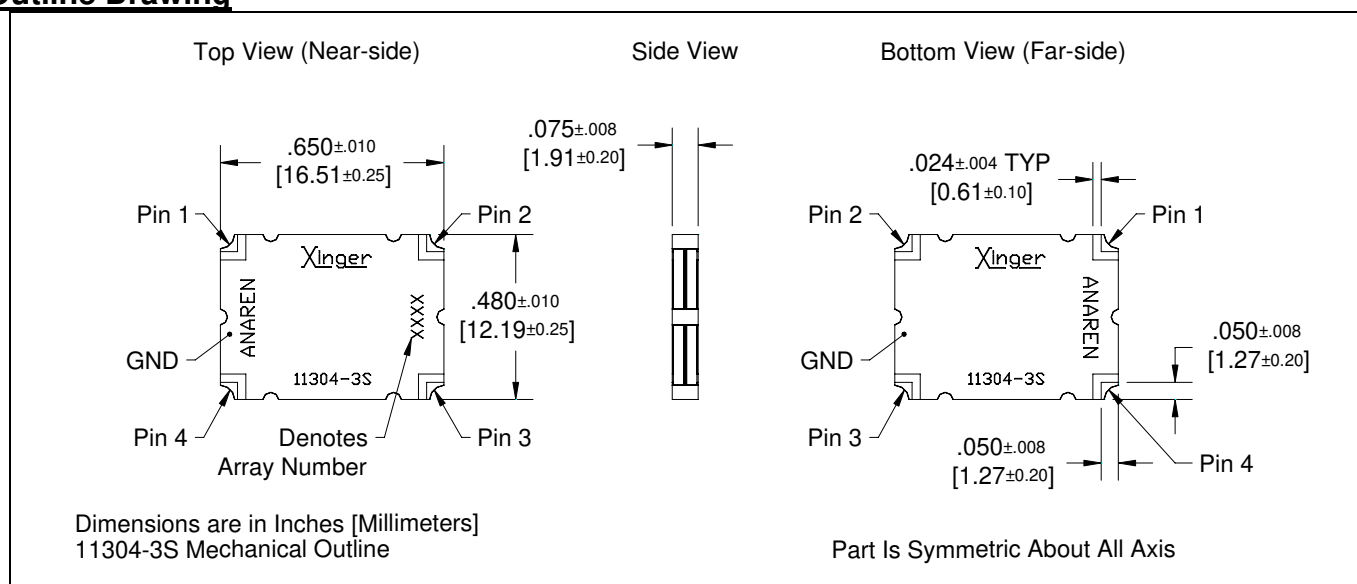 Outline Drawing
Top View (Near-side)
Side View
Bottom View (Far-side)
.650±.010
[16.51±0.25]
.075±.008
[1.91±0.20]
.024±.004 TYP
[0.61±0.10]
Pin 1
Pin 2
Pin 2
Pin 1
Xinger
ANAREN
XXXX
.480±.010
[12.19±0.25]
Xinger
ANAREN
.050±.008
[1.27±0.20]
GND
GND
11304-3S
11304-3S
Pin 4
Denotes
Array Number
Pin 3
Pin 3
.050±.008
[1.27±0.20]
Pin 4
Dimensions are in Inches [Millimeters]
11304-3S Mechanical Outline
Part Is Symmetric About All Axis